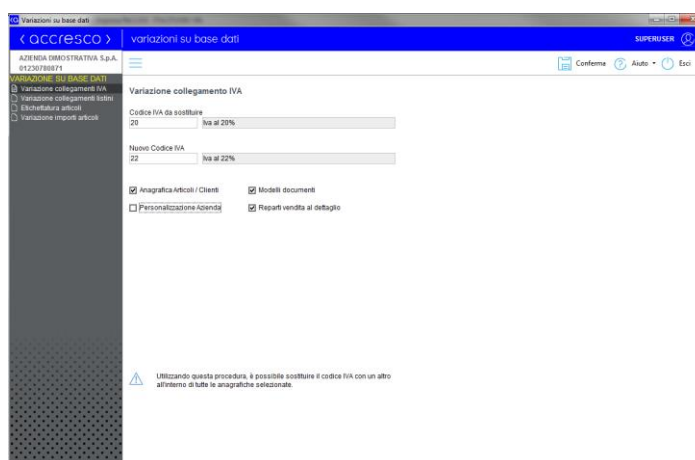 Variazioni su base dati
accresco
variazioni su base dati
SUPERUSER
AZIENDA DIMOSTRATIVA S.p.A.
01230780871
Conferma Aiuto Esci
VARIAZIONE SU BASE DATI
Variazione collegamenti IVA
Variazione collegamenti listini
Etichettatura articoli
Variazione importi articoli
Variazione collegamento IVA
Codice IVA da sostituire
20 Iva al 20%
Nuovo Codice IVA
22 Iva al 22%
Anagrafica Articoli / Clienti Modelli documenti
Personalizzazione Azienda Reparti vendita al dettaglio
Utilizzando questa procedura, è possibile sostituire il codice IVA con un altro
all'interno di tutte le anagrafiche selezionate.